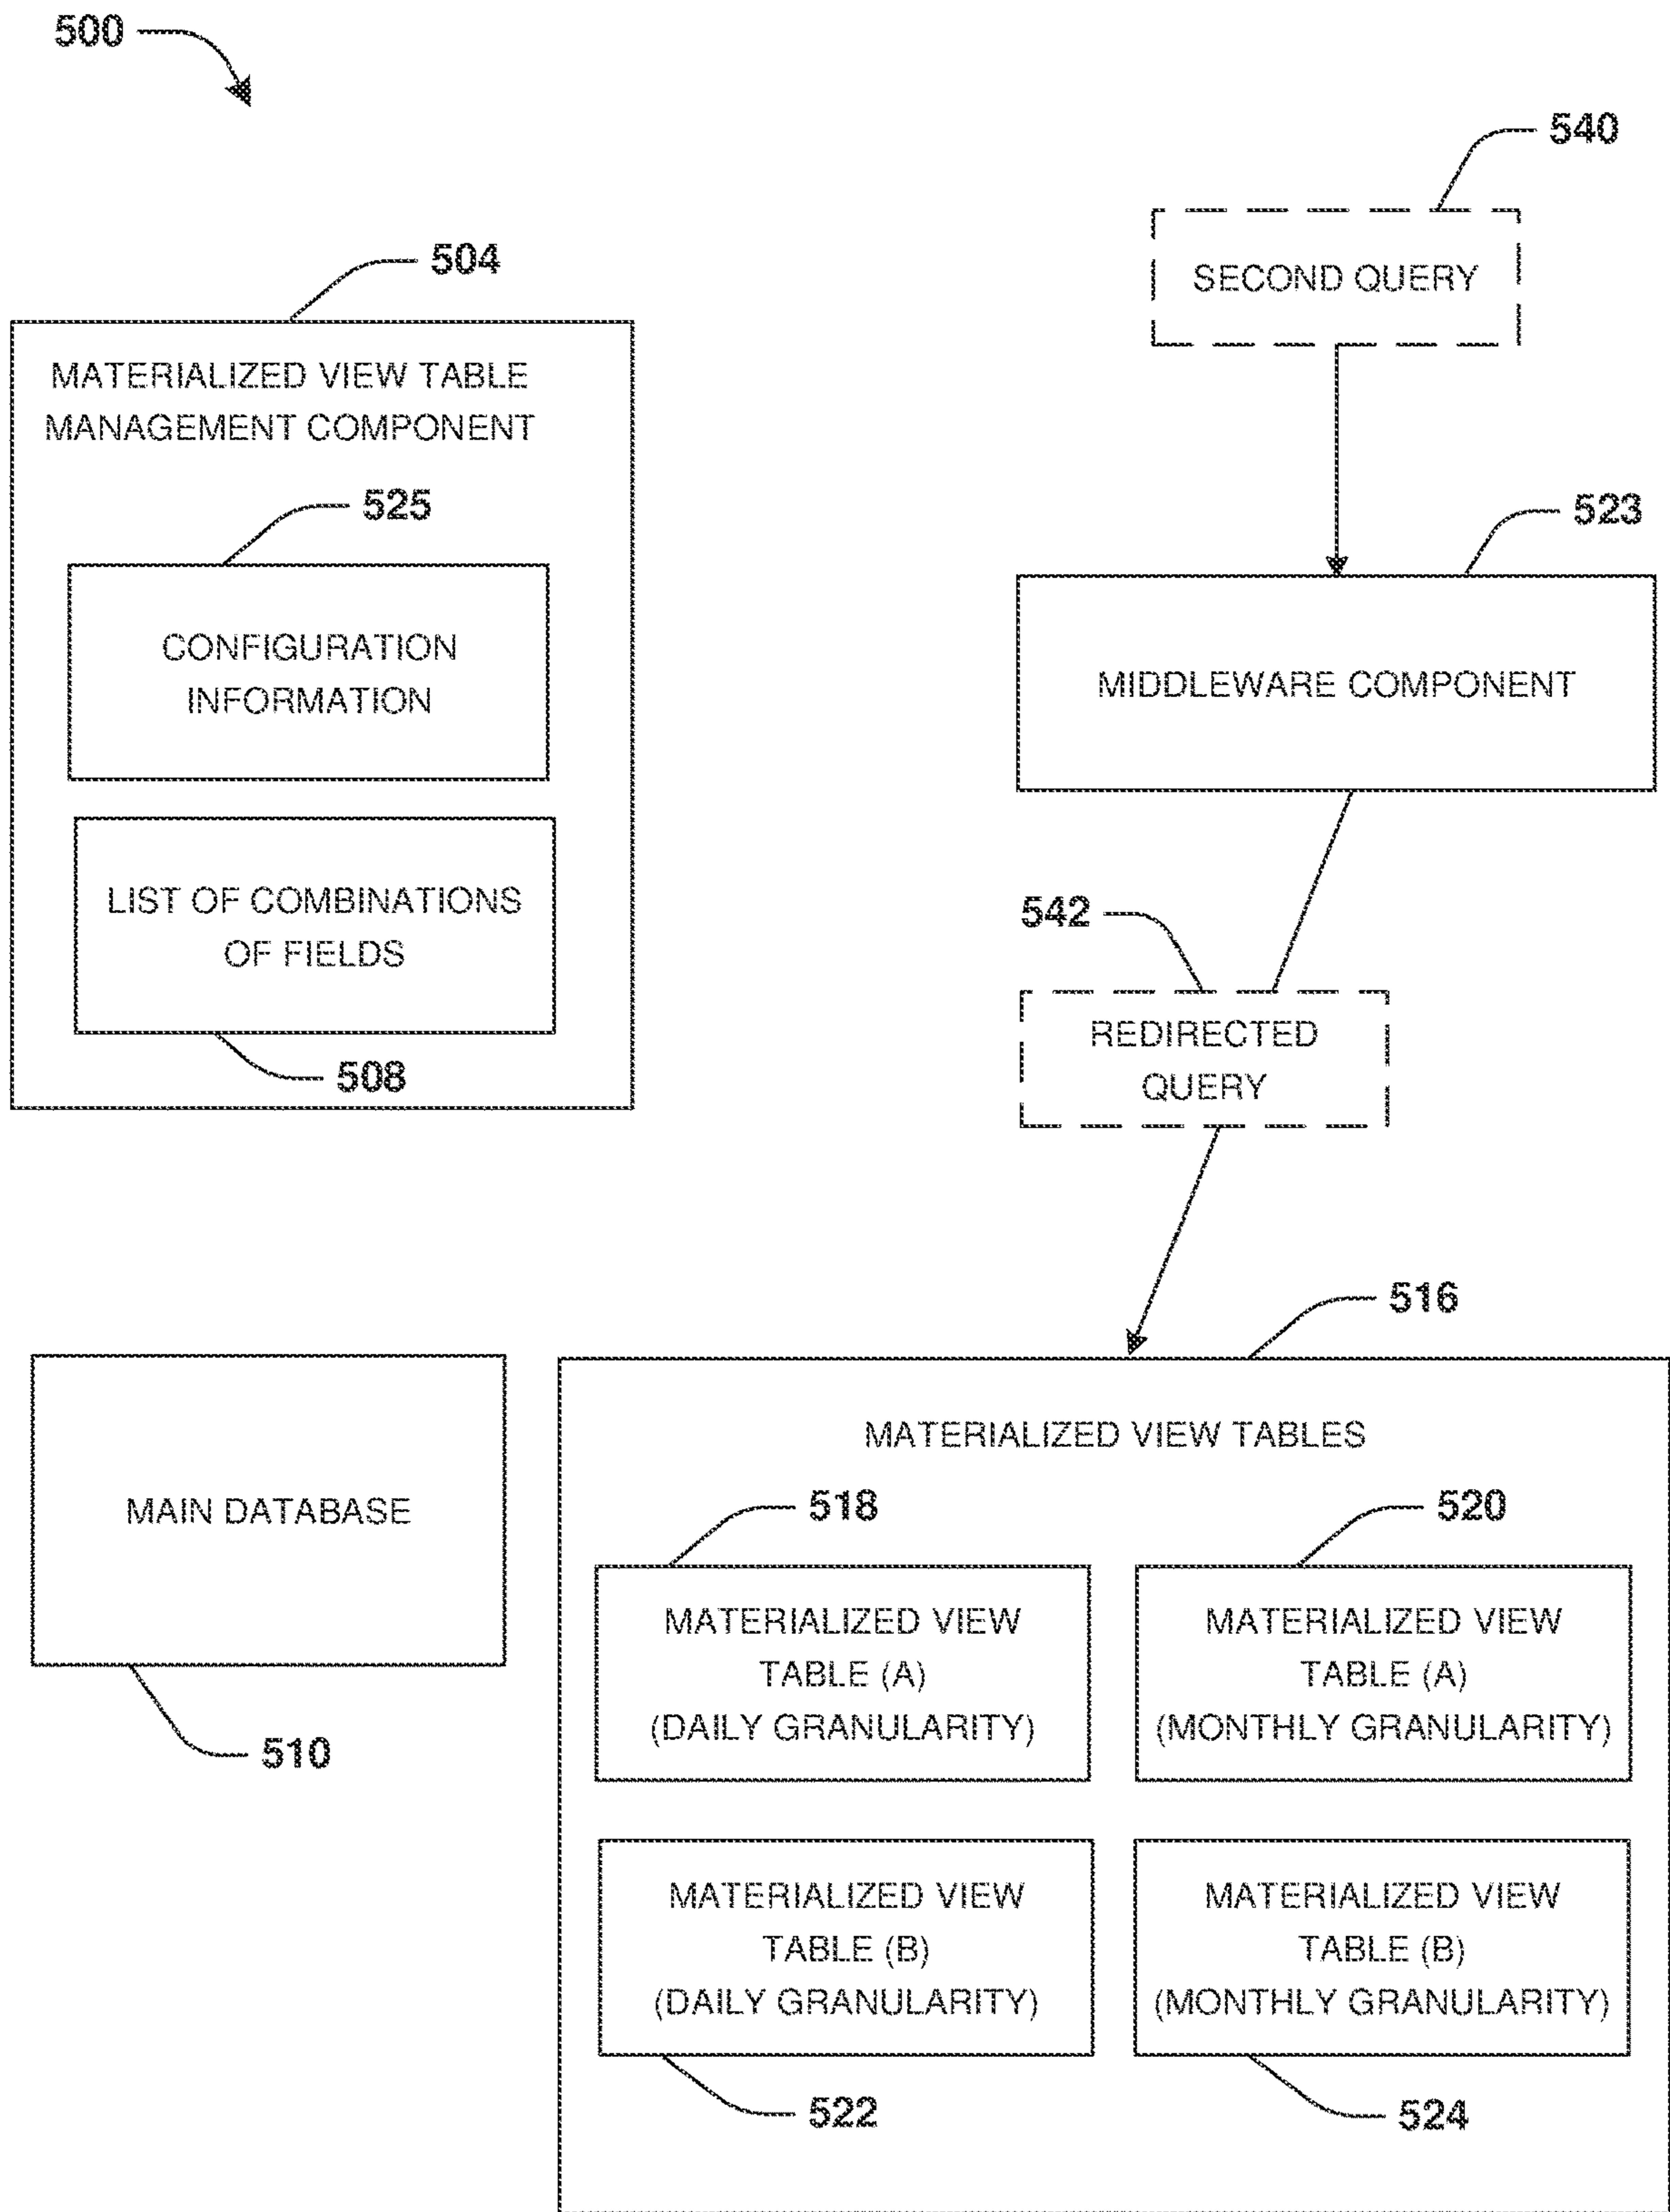 500
540
SECOND QUERY
504
MATERIALIZED VIEW TABLE
MANAGEMENT COMPONENT
525
CONFIGURATION
INFORMATION
523
MIDDLEWARE COMPONENT
LIST OF COMBINATIONS
OF FIELDS
508
542
REDIRECTED
QUERY
516
MAIN DATABASE
510
MATERIALIZED VIEW TABLES
518
MATERIALIZED VIEW
TABLE (A)
(DAILY GRANULARITY)
520
MATERIALIZED VIEW
TABLE (A)
(MONTHLY GRANULARITY)
MATERIALIZED VIEW
TABLE (B)
(DAILY GRANULARITY)
522
MATERIALIZED VIEW
TABLE (B)
(MONTHLY GRANULARITY)
524